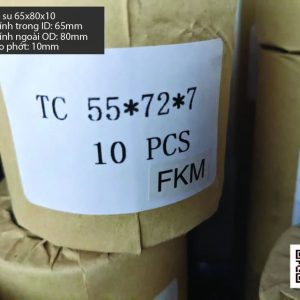 su 65x80x10
ính trong ID: 65mm
ính ngoài OD: 80mm
o phớt: 10mm
TC 55*72*7
10 PCS
FKM